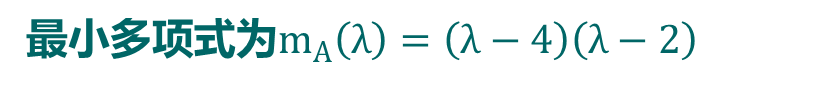 最小多项式为m_A(λ) = (λ − 4)(λ − 2)